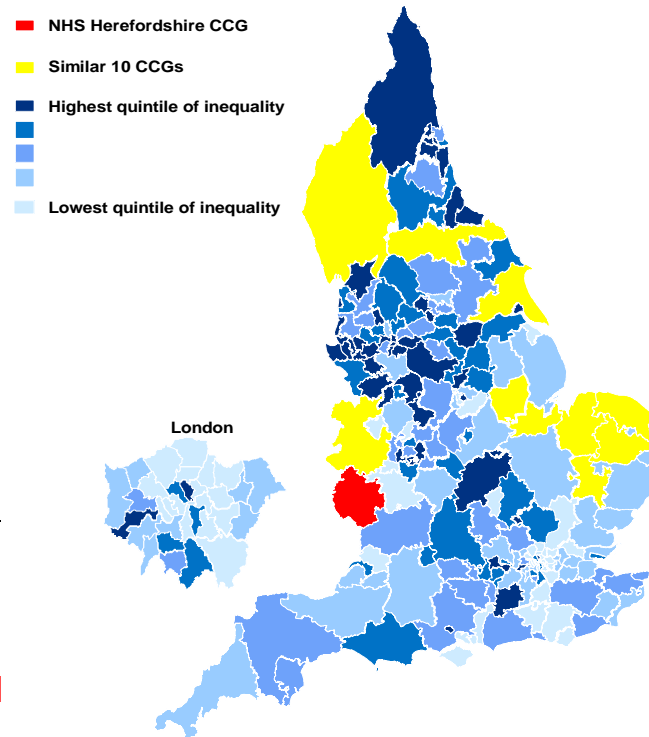 NHS Herefordshire CCG
Similar 10 CCGs
Highest quintile of inequality
Lowest quintile of inequality
London